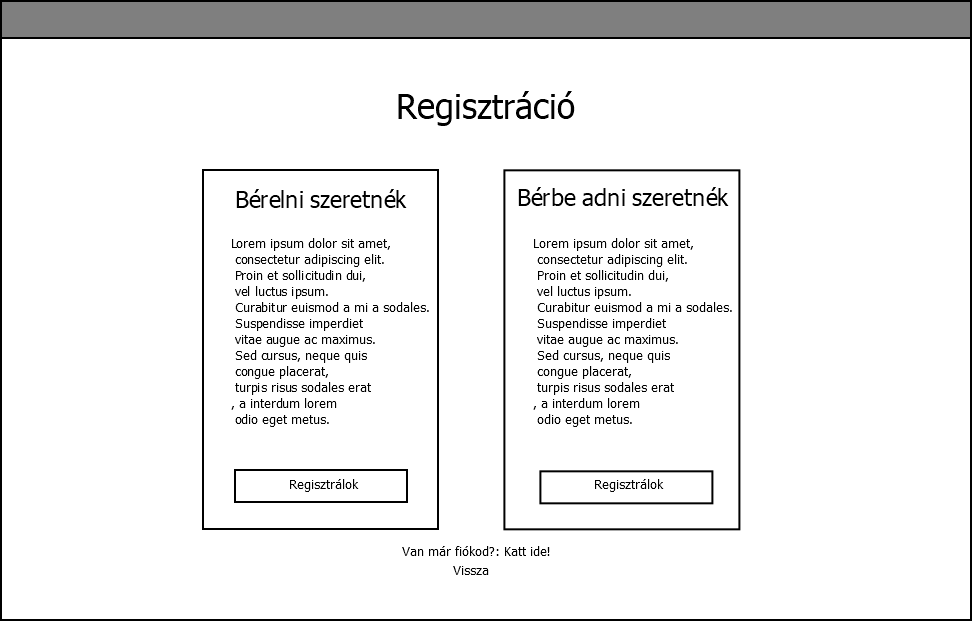 Regisztráció
Bérelni szeretnék
Lorem ipsum dolor sit amet,
consectetur adipiscing elit.
Proin et sollicitudin dui,
vel luctus ipsum.
Curabitur euismod a mi a sodales.
Suspendisse imperdiet
vitae augue ac maximus.
Sed cursus, neque quis
congue placerat,
turpis risus sodales erat
, a interdum lorem
odio eget metus.
Regisztrálok
Bérbe adni szeretnék
Lorem ipsum dolor sit amet,
consectetur adipiscing elit.
Proin et sollicitudin dui,
vel luctus ipsum.
Curabitur euismod a mi a sodales.
Suspendisse imperdiet
vitae augue ac maximus.
Sed cursus, neque quis
congue placerat,
turpis risus sodales erat
, a interdum lorem
odio eget metus.
Regisztrálok
Van már fiókod?: Katt ide!
Vissza